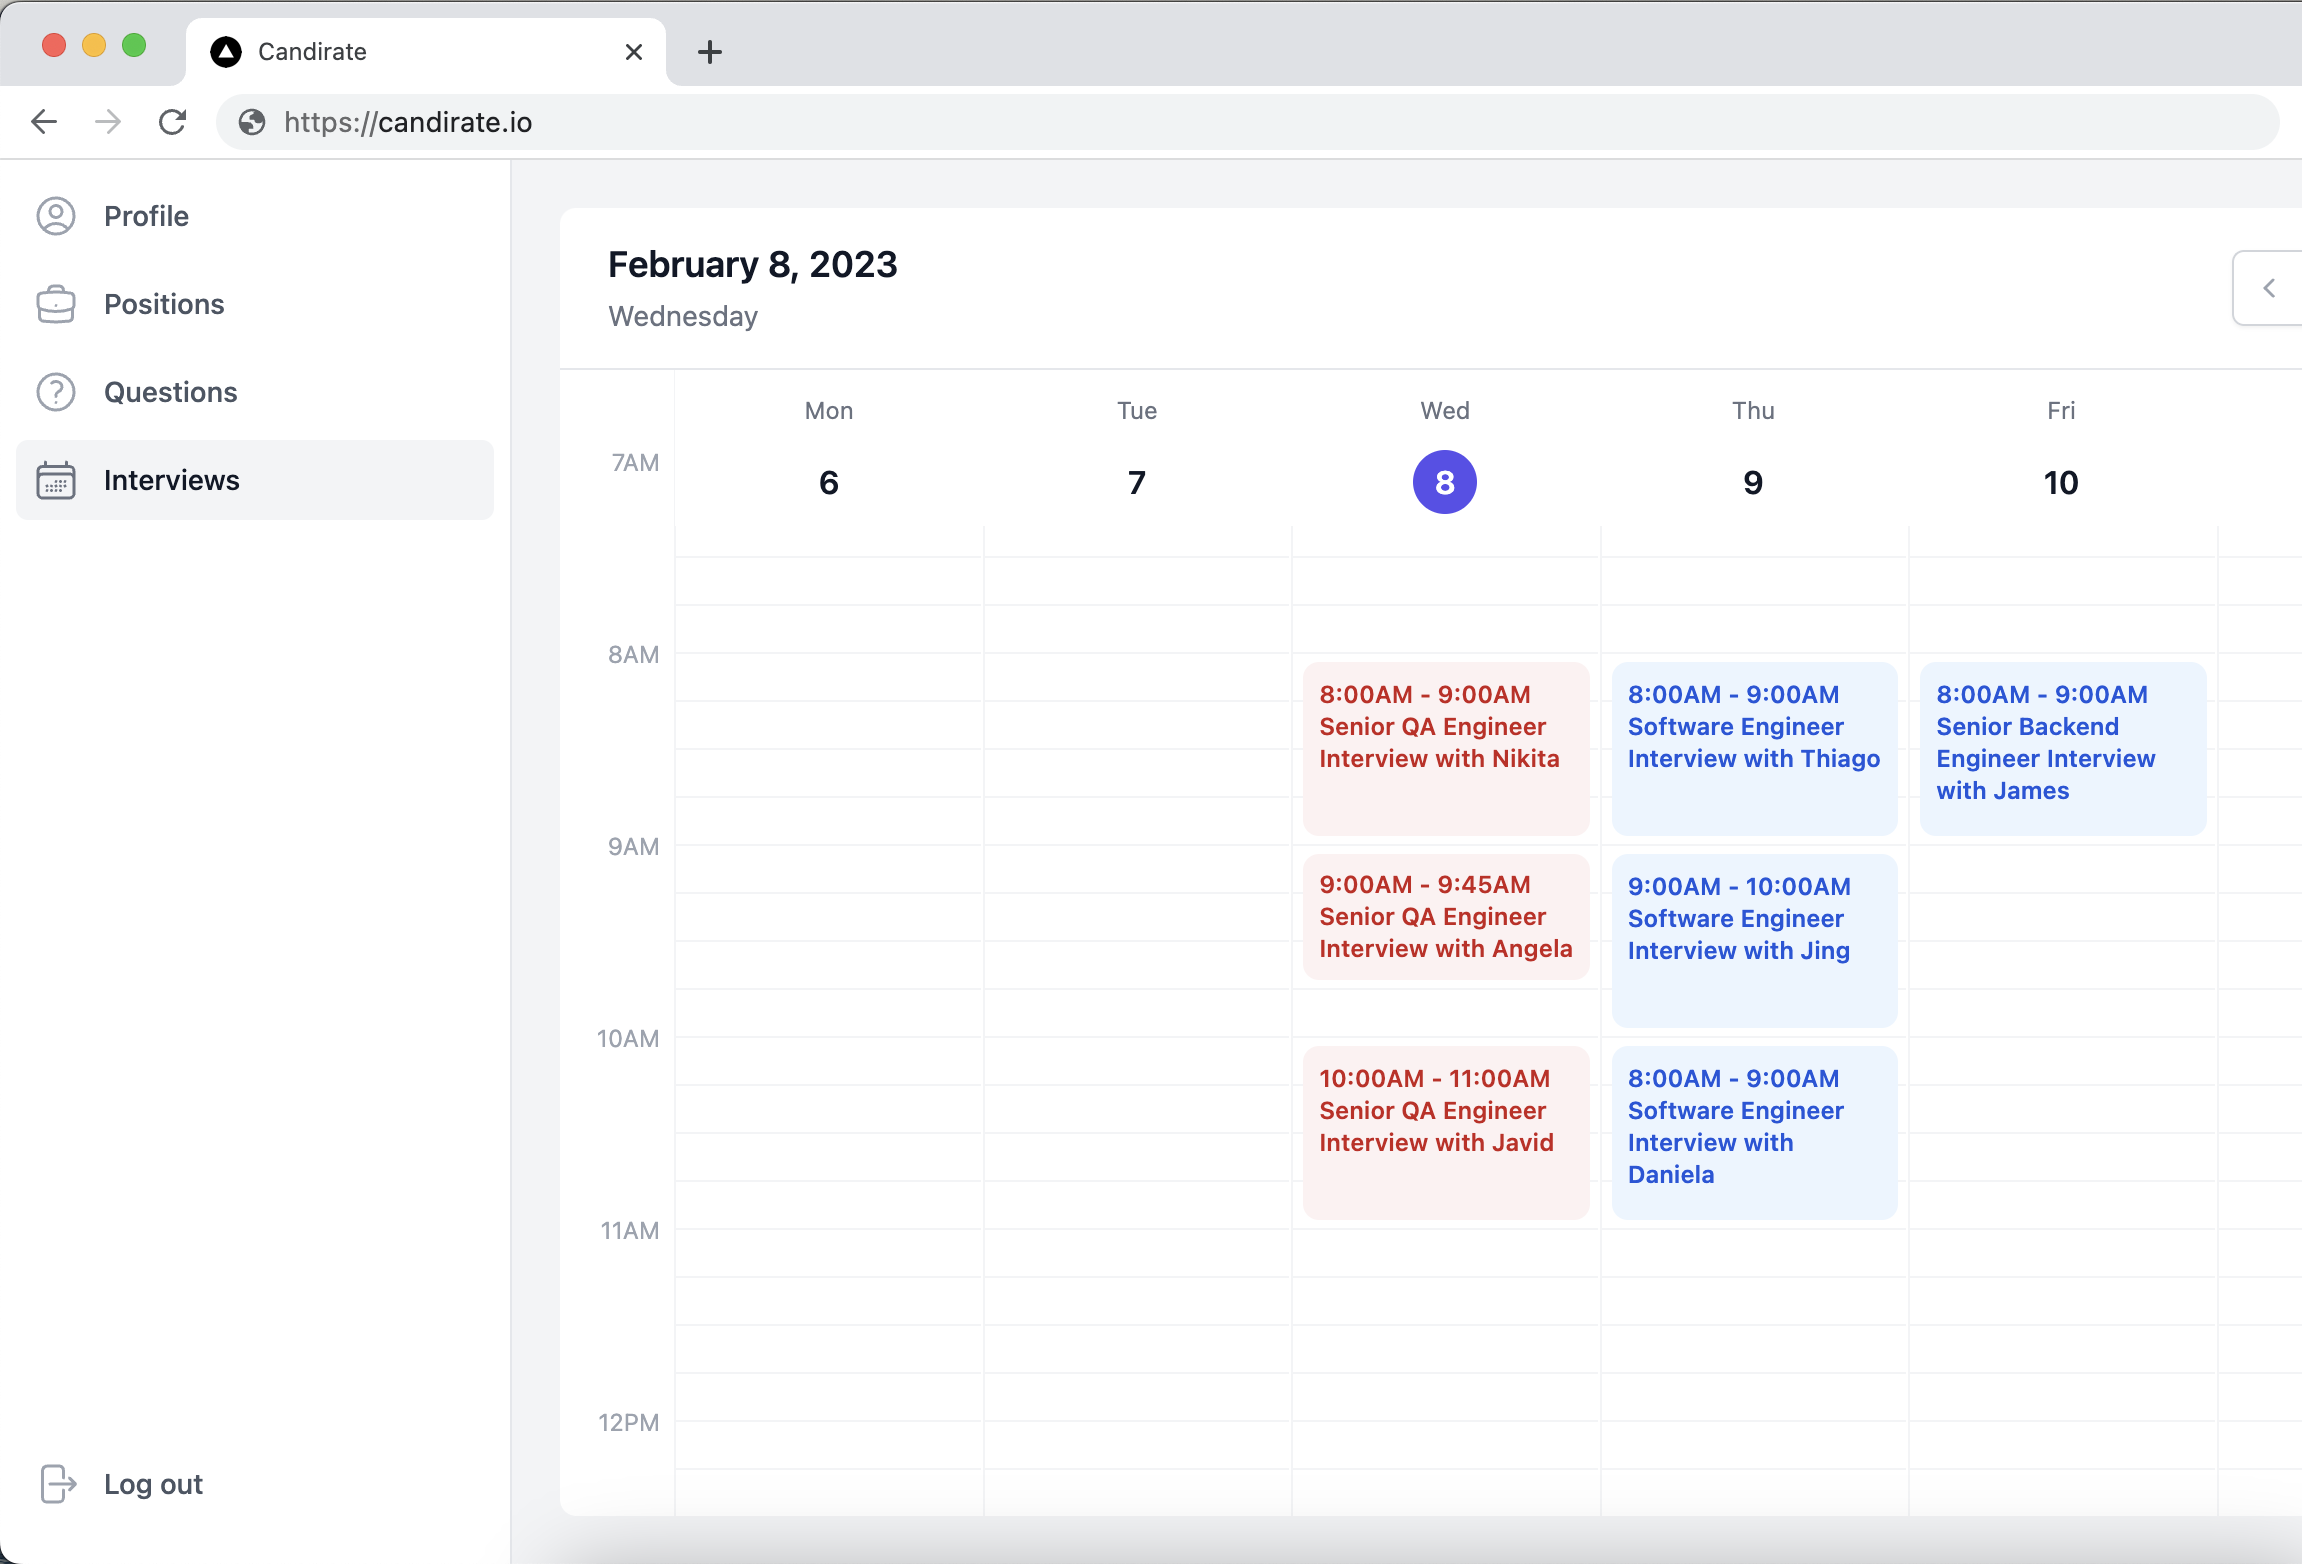 Candirate
https://candirate.io
Profile
Positions
Questions
Interviews
Log out
February 8, 2023
Wednesday
Mon
Tue
Wed
Thu
Fri
6
7
8
9
10
7AM
8AM
9AM
10AM
11AM
12PM
8:00AM - 9:00AM
Senior QA Engineer
Interview with Nikita
9:00AM - 9:45AM
Senior QA Engineer
Interview with Angela
10:00AM - 11:00AM
Senior QA Engineer
Interview with Javid
8:00AM - 9:00AM
Software Engineer
Interview with Thiago
9:00AM - 10:00AM
Software Engineer
Interview with Jing
8:00AM - 9:00AM
Software Engineer
Interview with
Daniela
8:00AM - 9:00AM
Senior Backend
Engineer Interview
with James